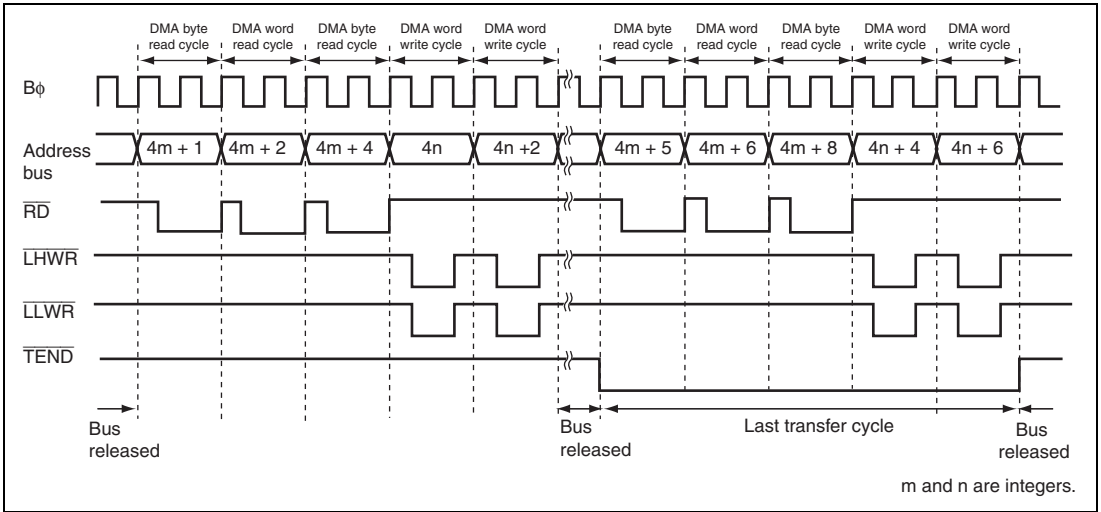 DMA byte read cycle
DMA word read cycle
DMA byte read cycle
DMA word write cycle
DMA word write cycle
DMA byte read cycle
DMA word read cycle
DMA byte read cycle
DMA word write cycle
DMA word write cycle
Bϕ
Address bus
4m + 1
4m + 2
4m + 4
4n
4n +2
4m + 5
4m + 6
4m + 8
4n + 4
4n + 6
RD
LHWR
LLWR
TEND
Bus released
Bus released
Last transfer cycle
Bus released
m and n are integers.